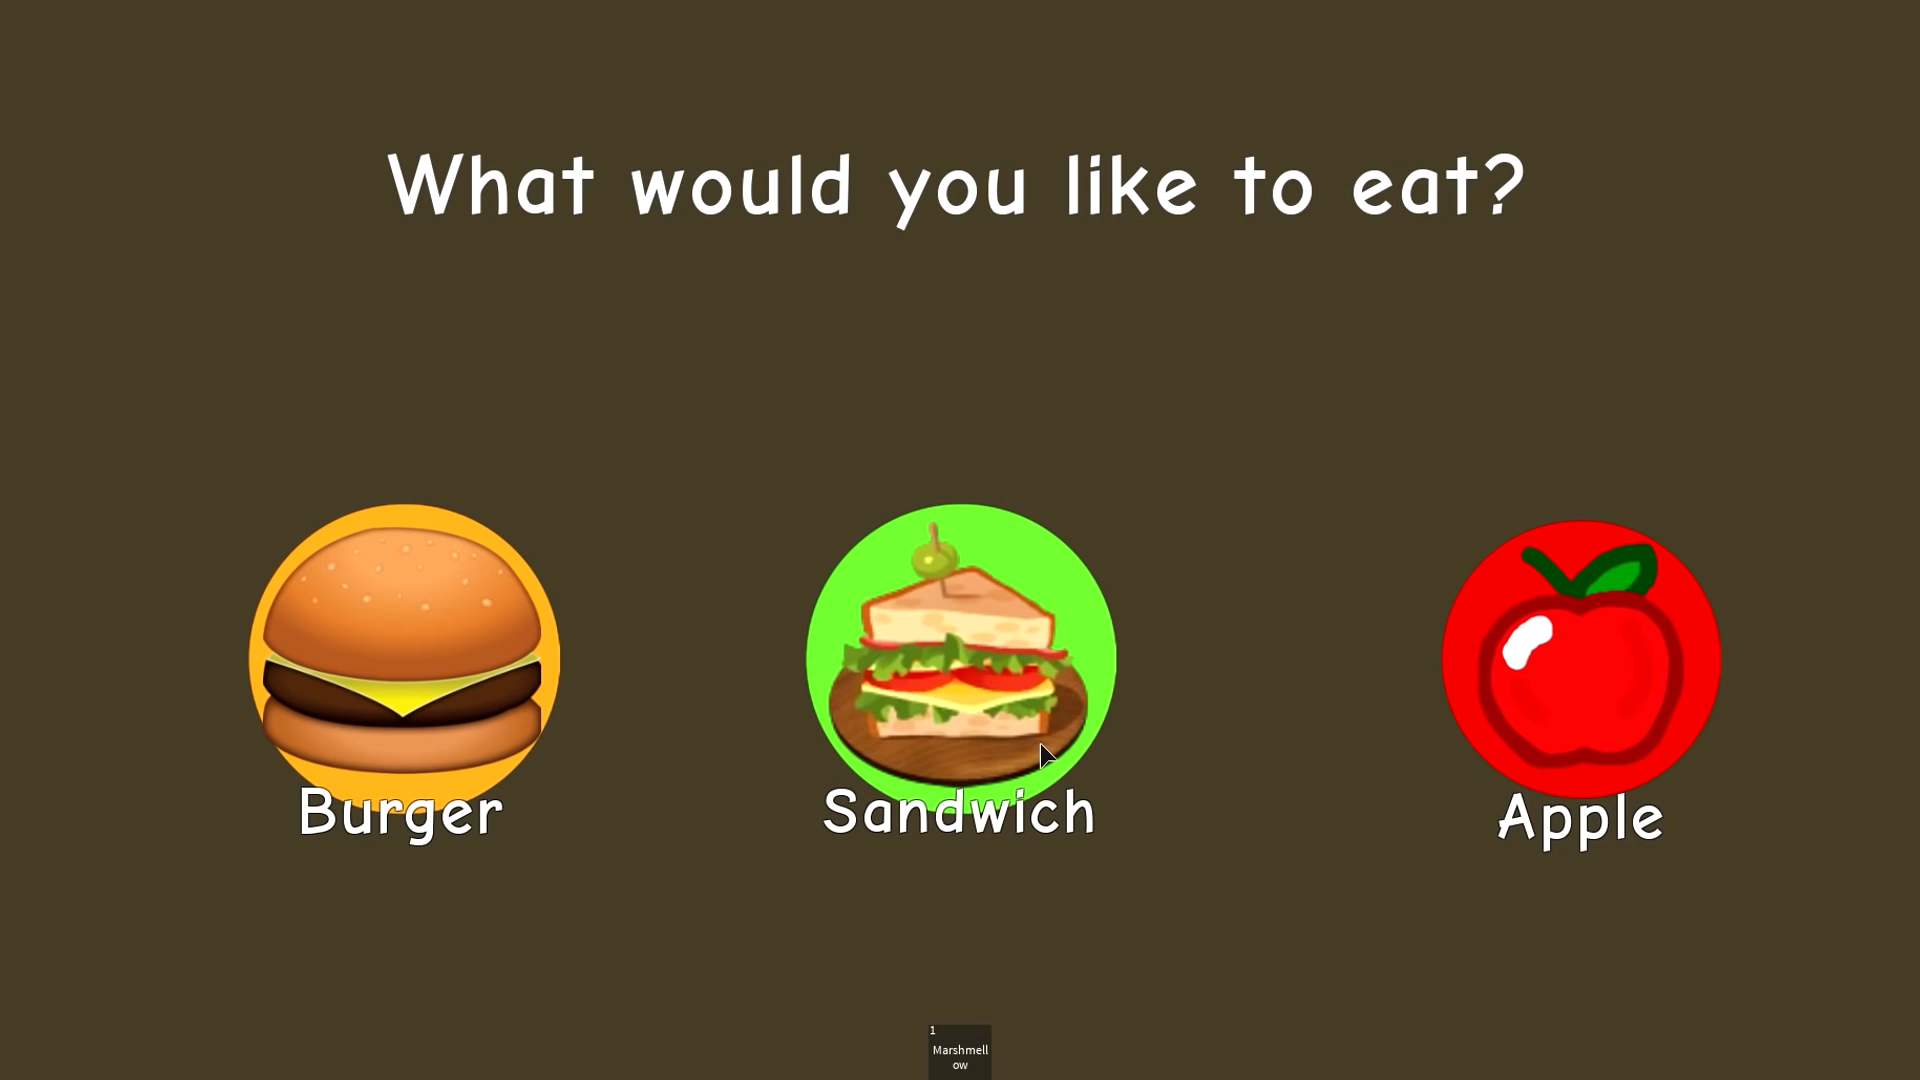 What would you like to eat?
Burger
Sandwich
Apple
1
Marshmell
ow